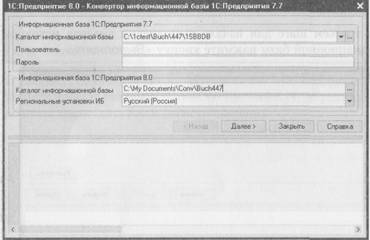 1С:Предприятие 8.0 - Конвертор информационной базы 1С:Предприятия 7.7
Информационная база 1С:Предприятия 7.7
Каталог информационной базы C:\1ctest\Buch\447\1SBBDB
Пользователь
Пароль
Информационная база 1С:Предприятия 8.0
Каталог информационной базы C:\My Documents\Conv\Buch447
Региональные установки ИБ Русский (Россия)
< Назад Далее > Закрыть Справка